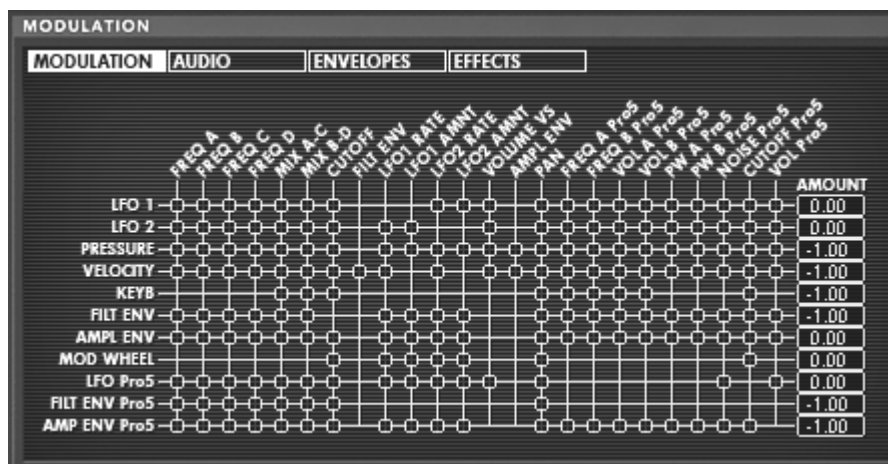 MODULATION
MODULATION AUDIO ENVELOPES EFFECTS
FREQ A FREQ B FREQ C FREQ D MIX A-C MIX B-D CUTOFF FILT ENV LFO1 RATE LFO1 AMNT LFO2 RATE LFO2 AMNT VOLUME VS AMPL ENV PAN FREQ A Pro5 FREQ B Pro5 VOL A Pro5 VOL B Pro5 PW A Pro5 PW B Pro5 NOISE Pro5 CUTOFF Pro5 VOL Pro5
AMOUNT
LFO 1 0.00
LFO 2 0.00
PRESSURE -1.00
VELOCITY -1.00
KEYB -1.00
FILT ENV -1.00
AMPL ENV 0.00
MOD WHEEL 0.00
LFO Pro5 0.00
FILT ENV Pro5 -1.00
AMP ENV Pro5 -1.00